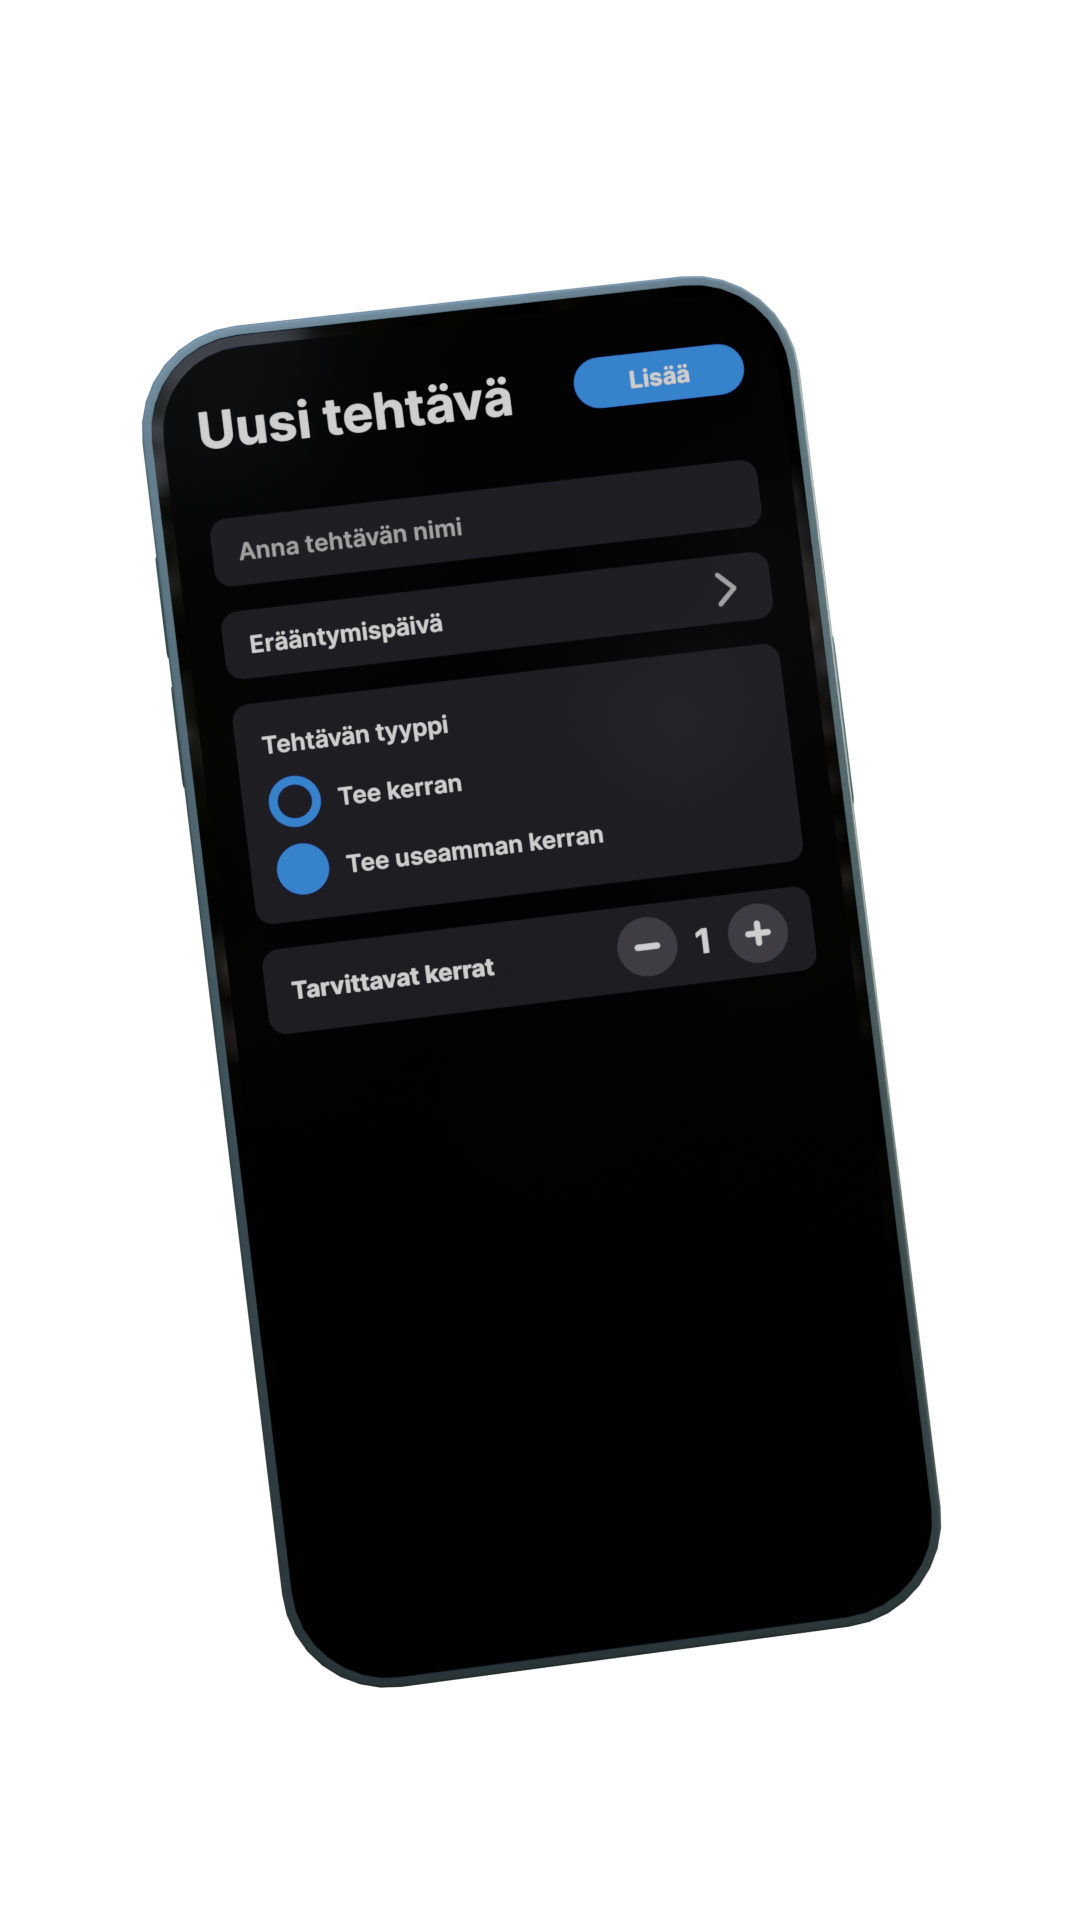 Uusi tehtävä
Lisää
Anna tehtävän nimi
Erääntymispäivä
Tehtävän tyyppi
Tee kerran
Tee useamman kerran
Tarvittavat kerrat
1